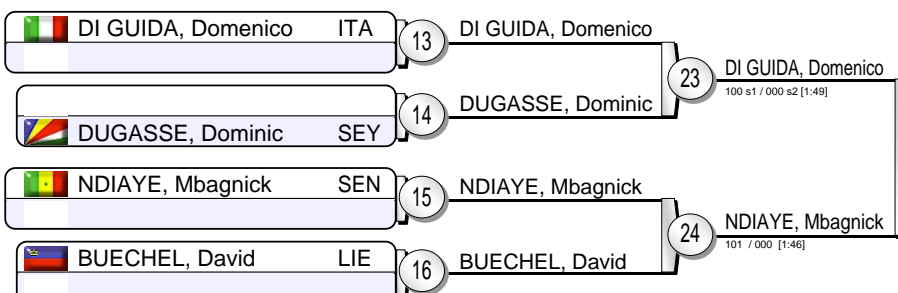 DI GUIDA, Domenico ITA
13
DI GUIDA, Domenico
23
DI GUIDA, Domenico
100 s1 / 000 s2 [1:49]
14
DUGASSE, Dominic
DUGASSE, Dominic SEY
NDIAYE, Mbagnick SEN
15
NDIAYE, Mbagnick
24
NDIAYE, Mbagnick
101 / 000 [1:46]
BUECHEL, David LIE
16
BUECHEL, David